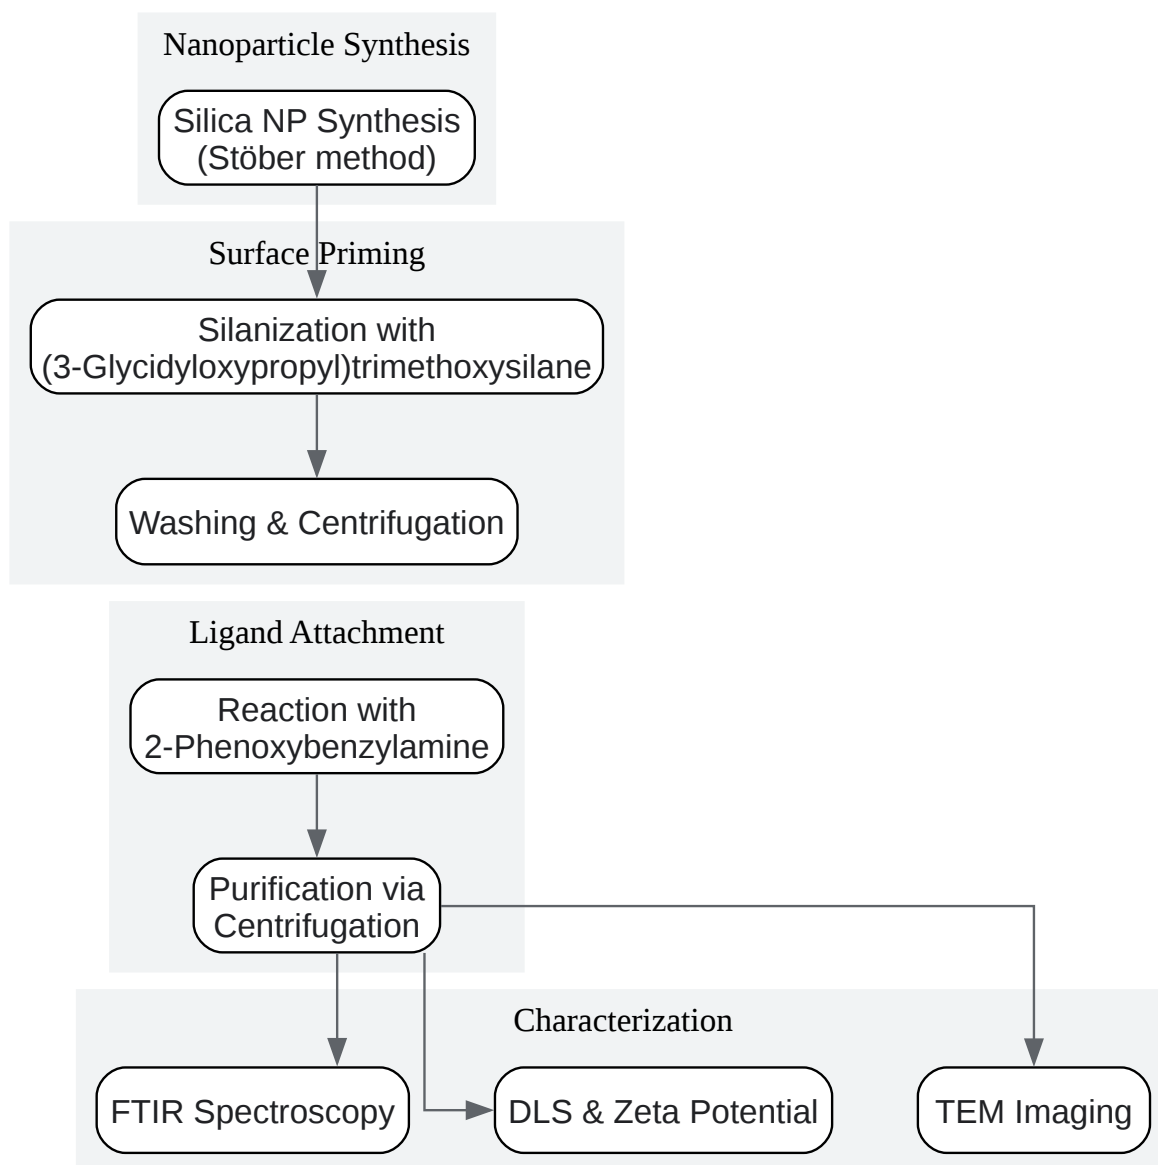 Nanoparticle Synthesis
Silica NP Synthesis
(Stöber method)
Surface Priming
Silanization with
(3-Glycidyloxypropyl)trimethoxysilane
Washing & Centrifugation
Ligand Attachment
Reaction with
2-Phenoxybenzylamine
Purification via
Centrifugation
Characterization
FTIR Spectroscopy
DLS & Zeta Potential
TEM Imaging